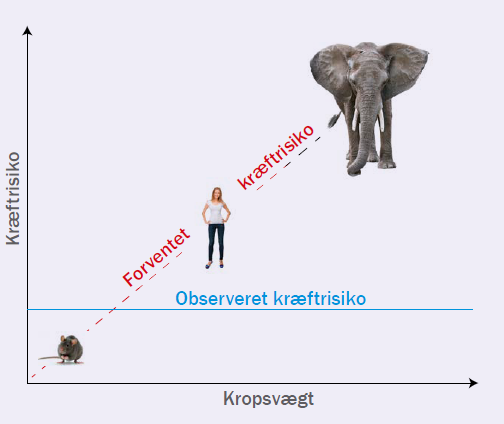 Kræftrisiko
Forventet kræftrisiko
Observeret kræftrisiko
Kropsvægt